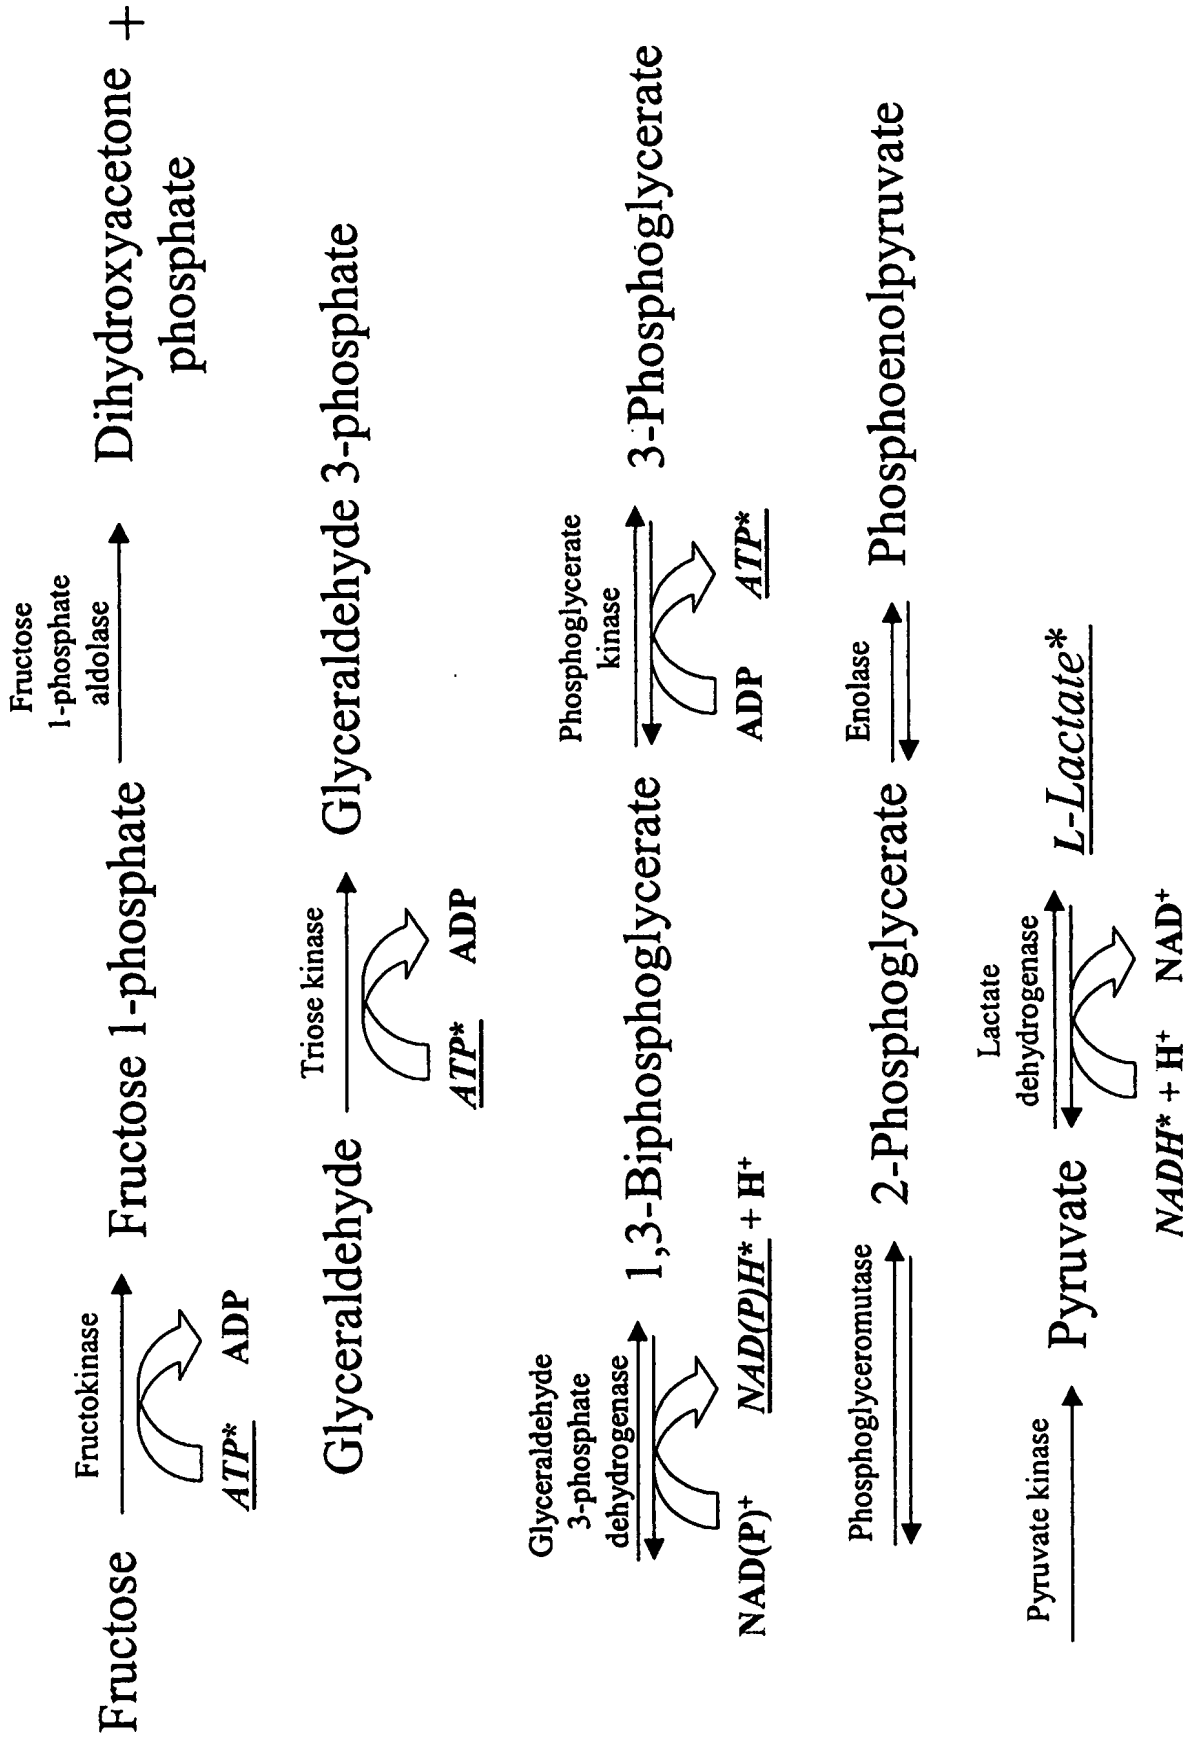 Fructose
Fructokinase
ATP* ADP
Fructose 1-phosphate
Fructose
1-phosphate
aldolase
Dihydroxyacetone +
phosphate
Glyceraldehyde
Triose kinase
ATP* ADP
Glyceraldehyde 3-phosphate
Glyceraldehyde
3-phosphate
dehydrogenase
NAD(P)⁺ NAD(P)H* + H⁺
1,3-Biphosphoglycerate
Phosphoglycerate
kinase
ADP ATP*
3-Phosphoglycerate
Phosphoglyceromutase
2-Phosphoglycerate
Enolase
Phosphoenolpyruvate
Pyruvate kinase
Pyruvate
Lactate
dehydrogenase
NADH* + H⁺ NAD⁺
L-Lactate*